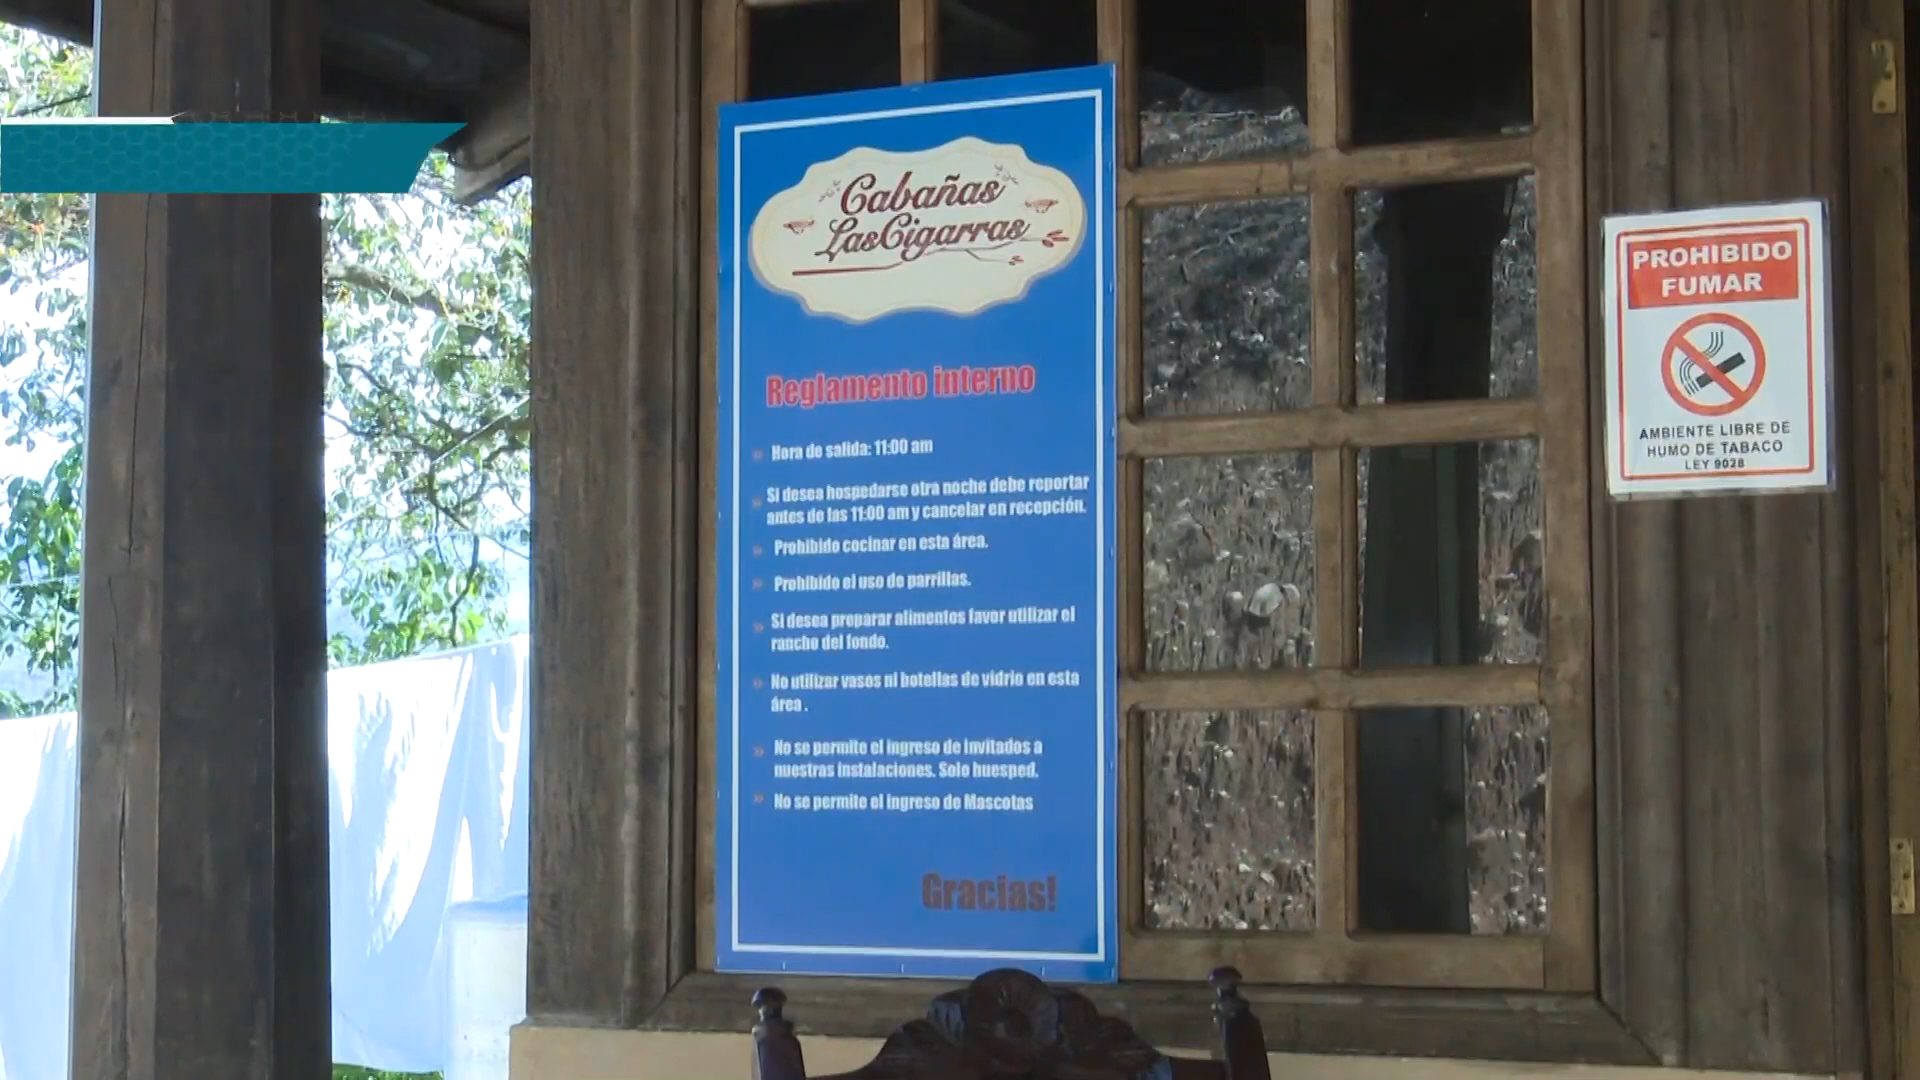 Cabañas
Las Cigarras
Reglamento interno
Hora de salida: 11:00 am
Si desea hospedarse otra noche debe reportar
antes de las 11:00 am y cancelar en recepción.
Prohibido cocinar en esta área.
Prohibido el uso de parrillas.
Si desea preparar alimentos favor utilizar el
rancho del fondo.
No utilizar vasos ni botellas de vidrio en esta
área .
No se permite el ingreso de invitados a
nuestras instalaciones. Solo huesped.
No se permite el ingreso de Mascotas
Gracias!
PROHIBIDO
FUMAR
AMBIENTE LIBRE DE
HUMO DE TABACO
LEY 9028